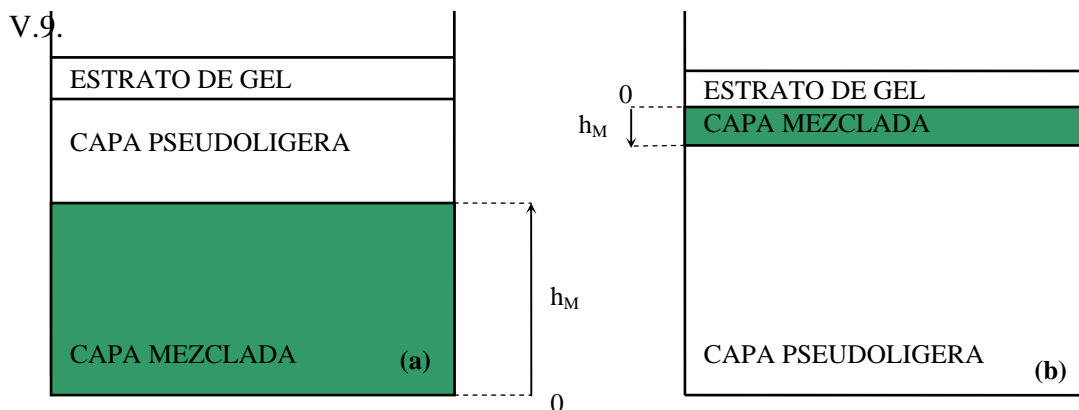 V.9.
ESTRATO DE GEL
CAPA PSEUDOLIGERA
h_M
CAPA MEZCLADA
(a)
0
0
ESTRATO DE GEL
h_M
CAPA MEZCLADA
CAPA PSEUDOLIGERA
(b)